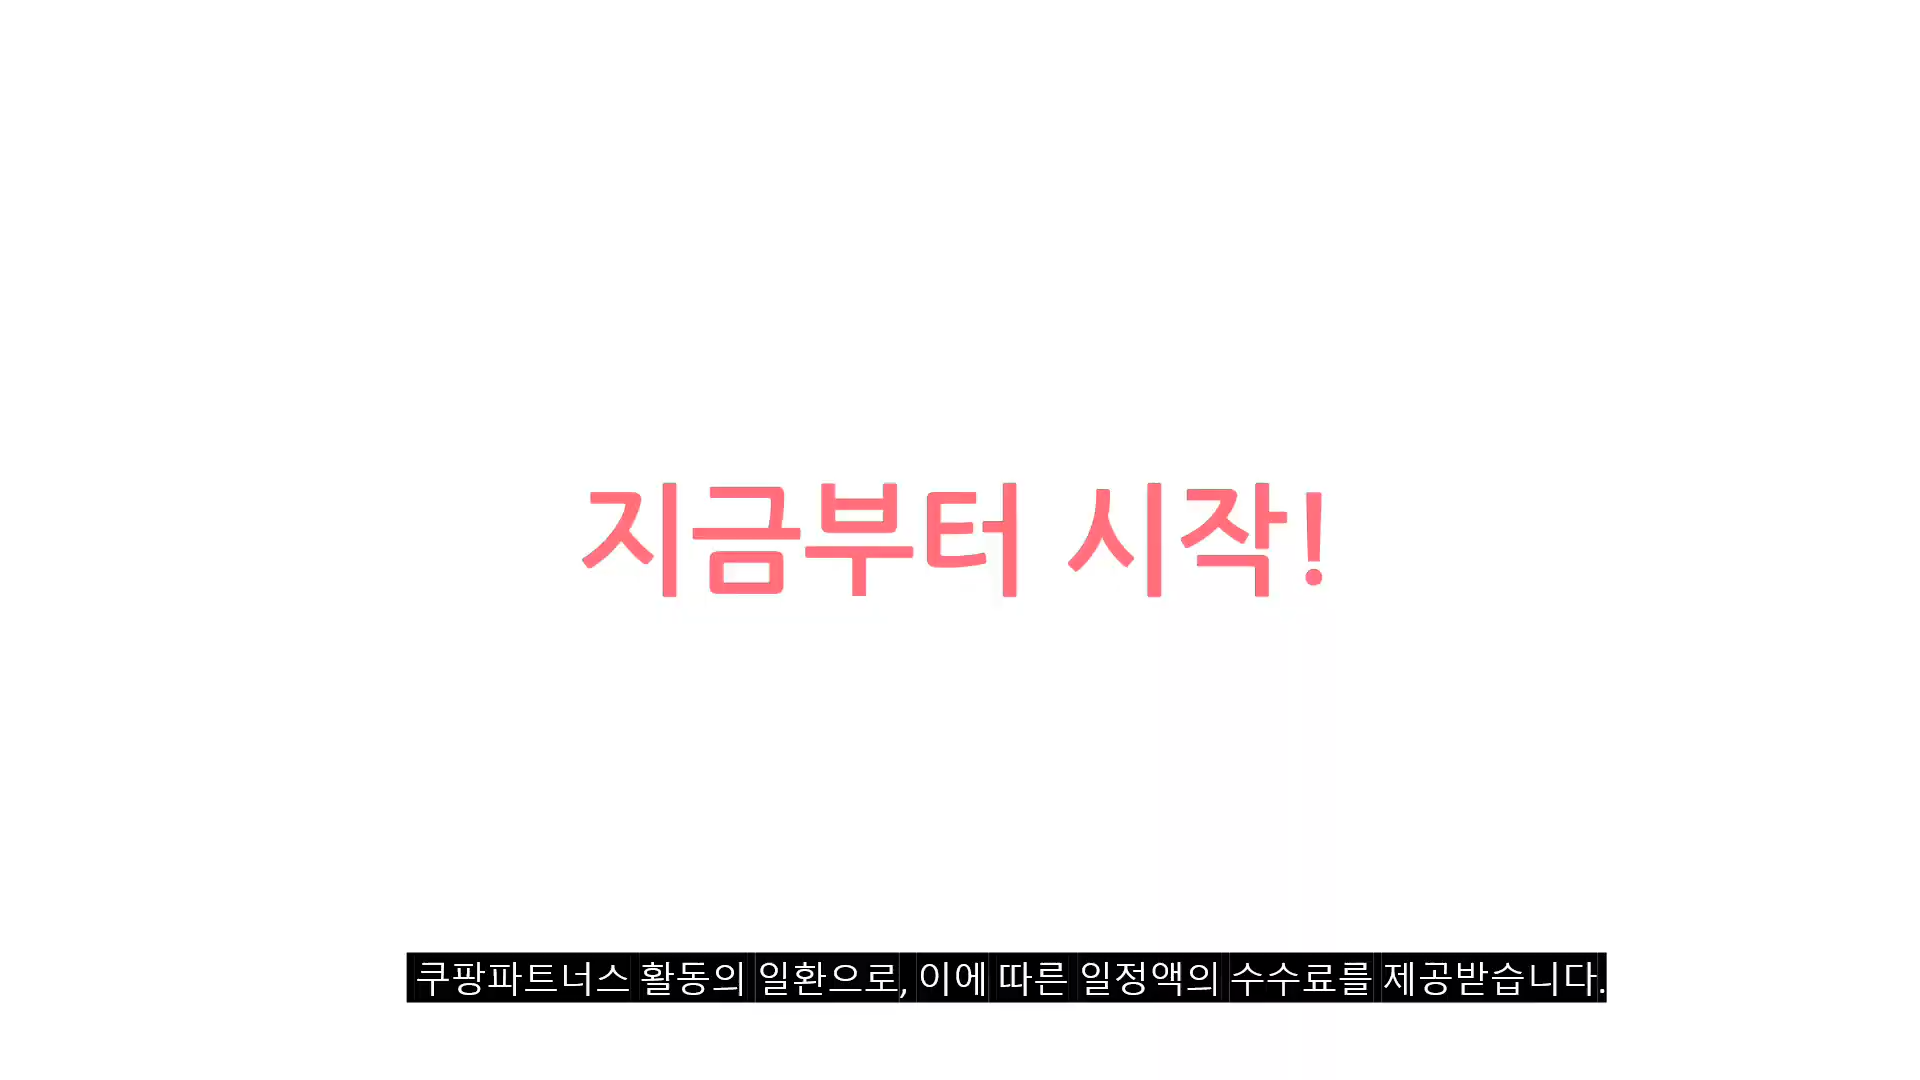 지금부터 시작!
쿠팡파트너스 활동의 일환으로, 이에 따른 일정액의 수수료를 제공받습니다.